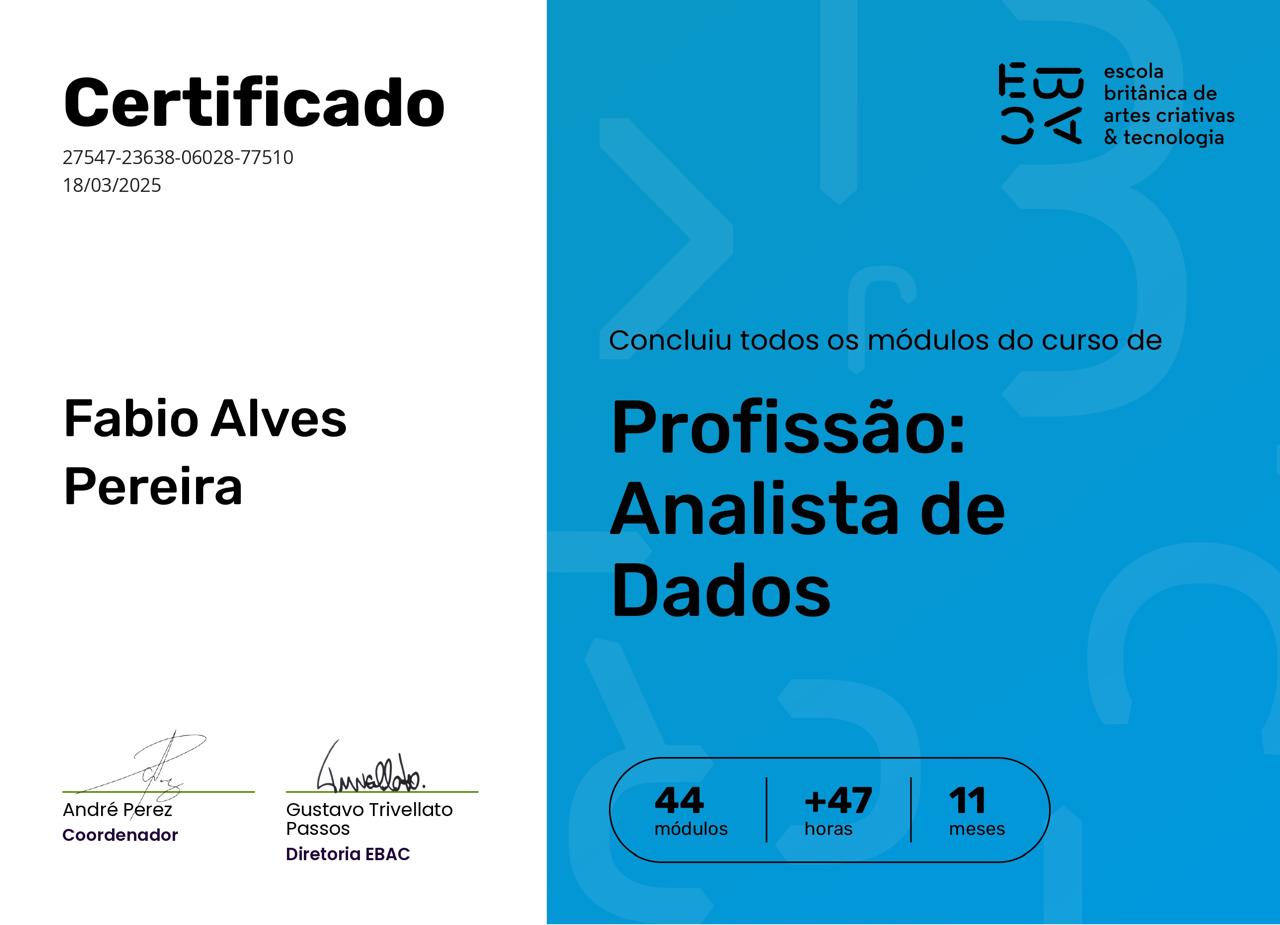 Certificado
27547-23638-06028-77510
18/03/2025
Fabio Alves
Pereira
André Perez
Coordenador
Gustavo Trivellato
Passos
Diretoria EBAC
EBAC
escola
britânica de
artes criativas
& tecnologia
Concluiu todos os módulos do curso de
Profissão:
Analista de
Dados
44
módulos
+47
horas
11
meses